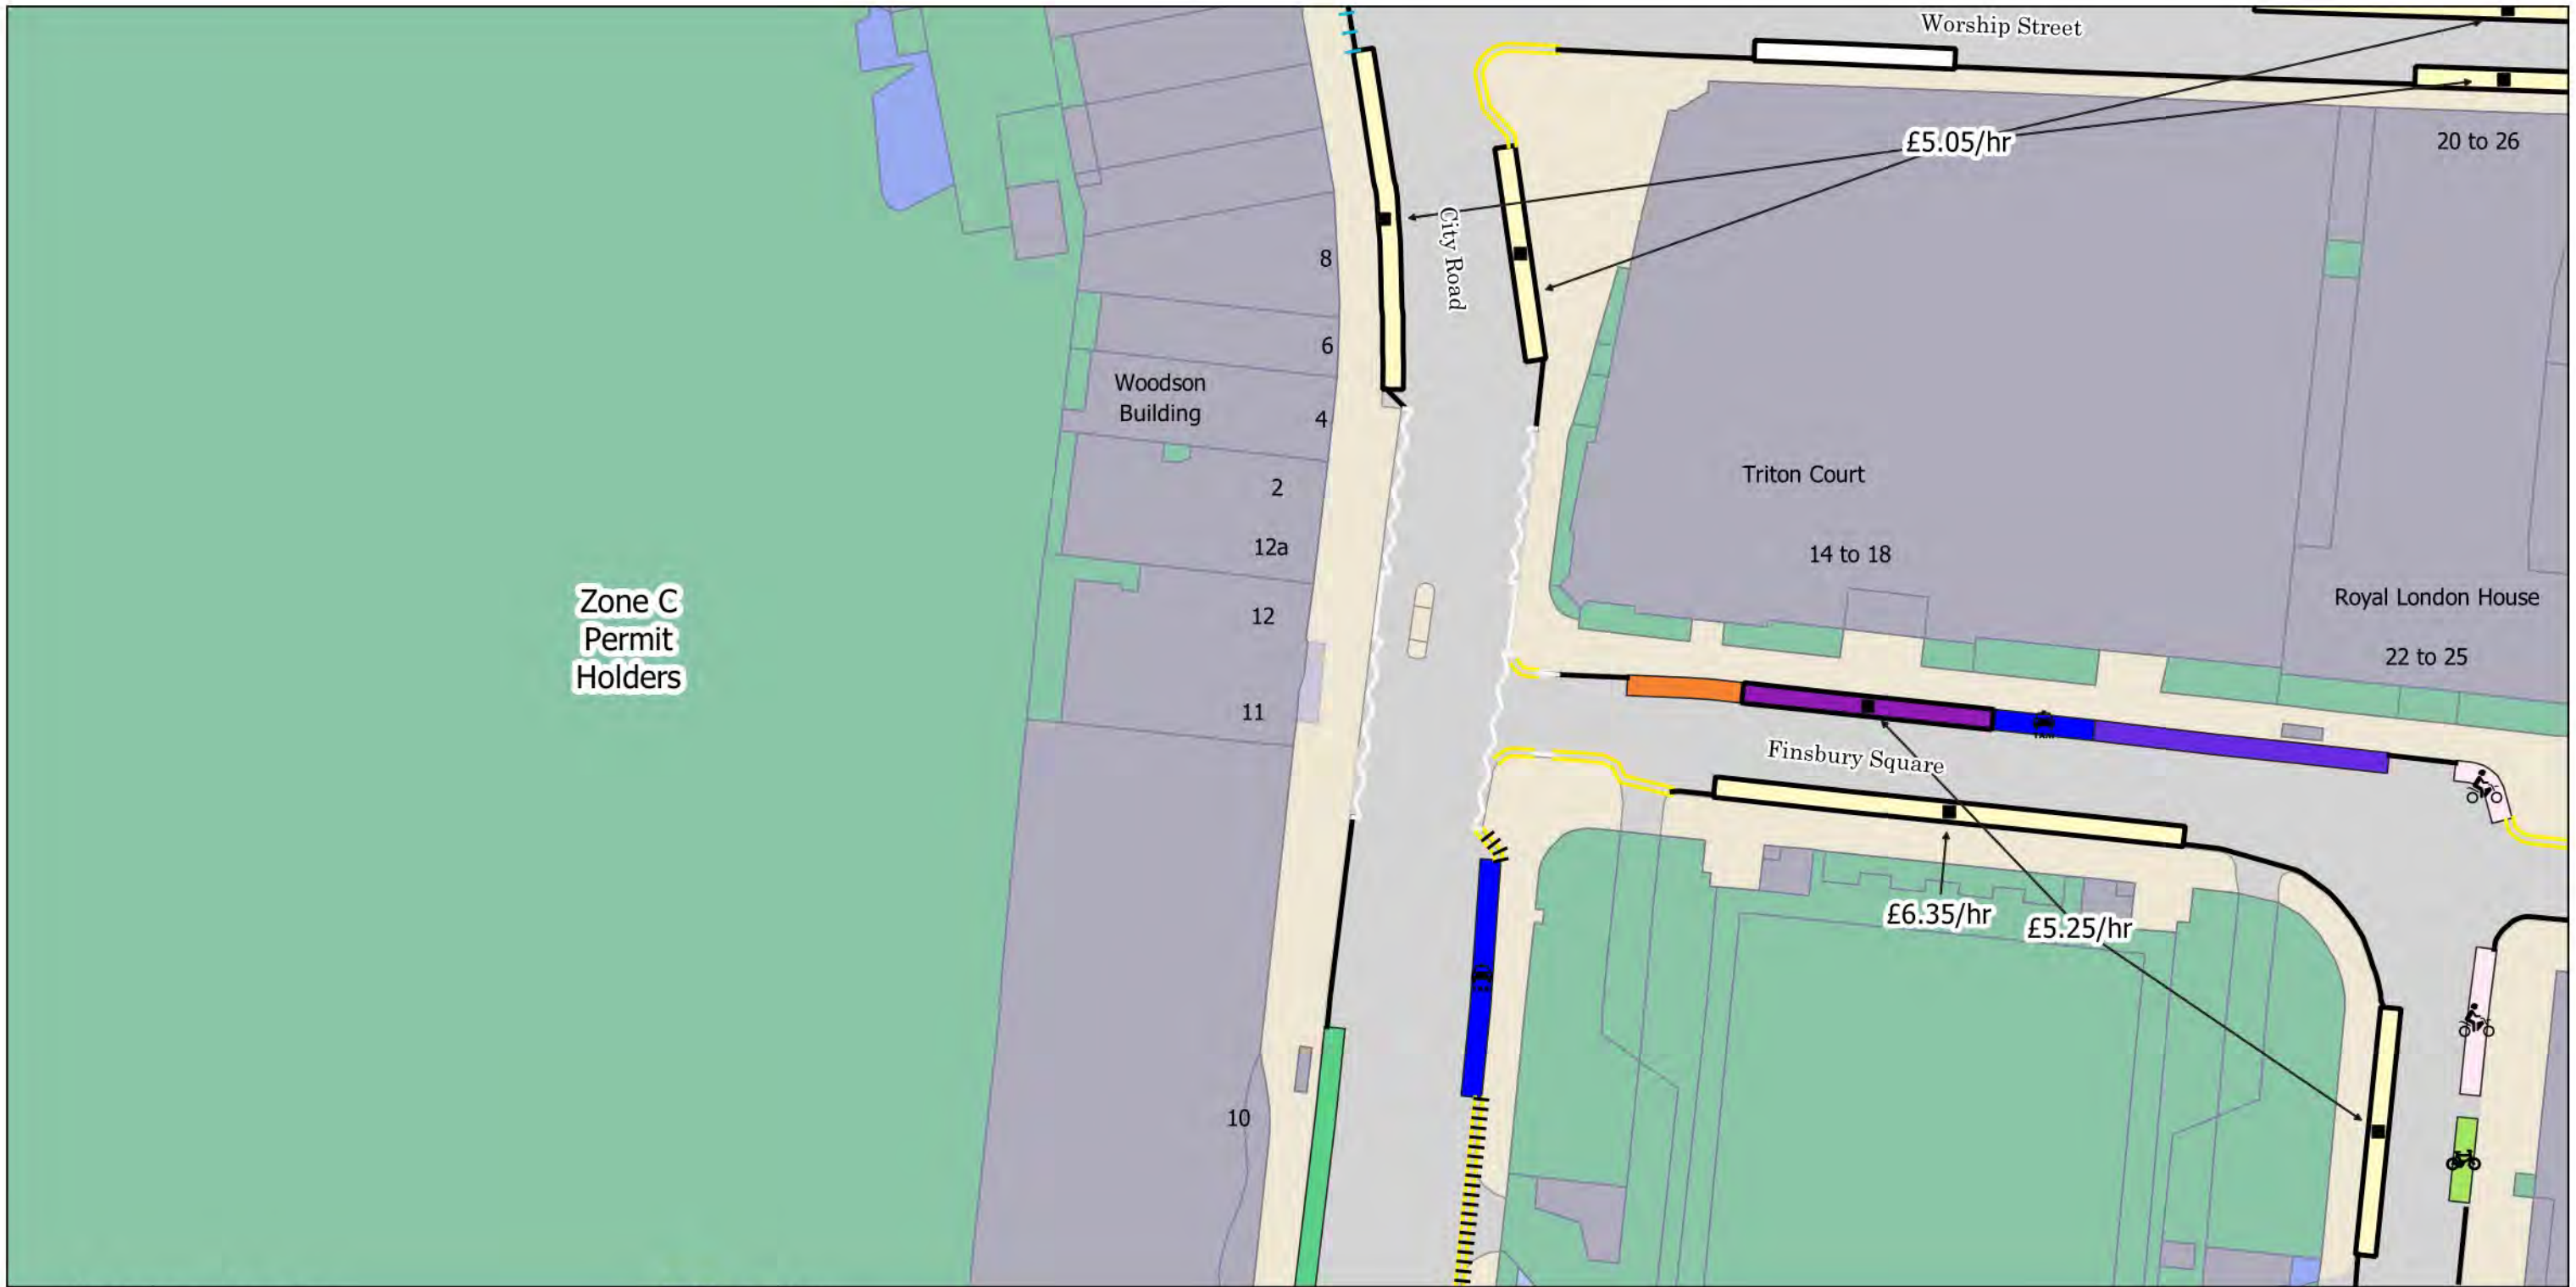 Worship Street
£5.05/hr
20 to 26
City Road
8
6
Woodson
Building
4
Triton Court
2
12a
14 to 18
Zone C
Permit
Holders
12
Royal London House
22 to 25
11
Finsbury Square
£6.35/hr
£5.25/hr
10